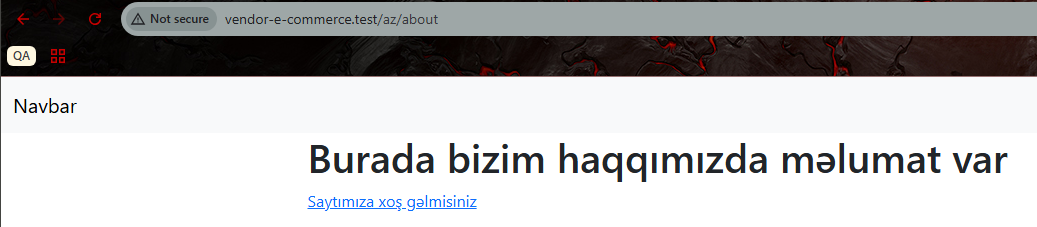 Not secure vendor-e-commerce.test/az/about
QA
Navbar
Burada bizim haqqımızda məlumat var
Saytımıza xoş gəlmisiniz